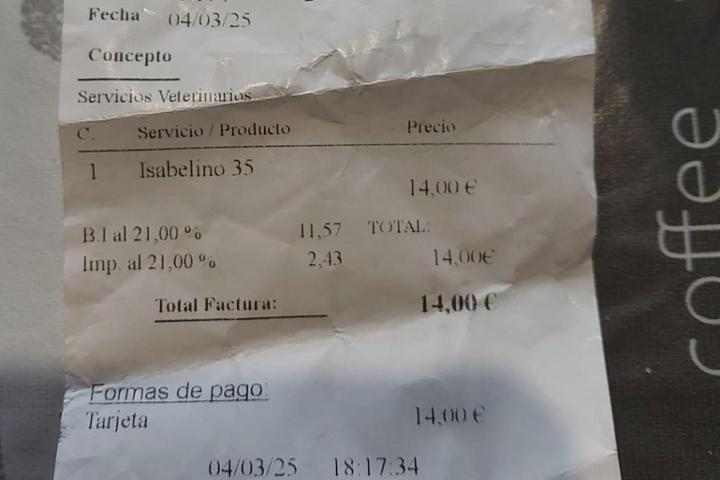 Fecha 04/03/25
Concepto
Servicios Veterinarios
C. Servicio / Producto Precio
1 Isabelino 35
14,00 €
B.I al 21,00 % 11,57 TOTAL:
Imp. al 21,00 % 2,43 14,00€
Total Factura: 14,00 €
Formas de pago:
Tarjeta 14,00 €
04/03/25 18:17:34
coffee